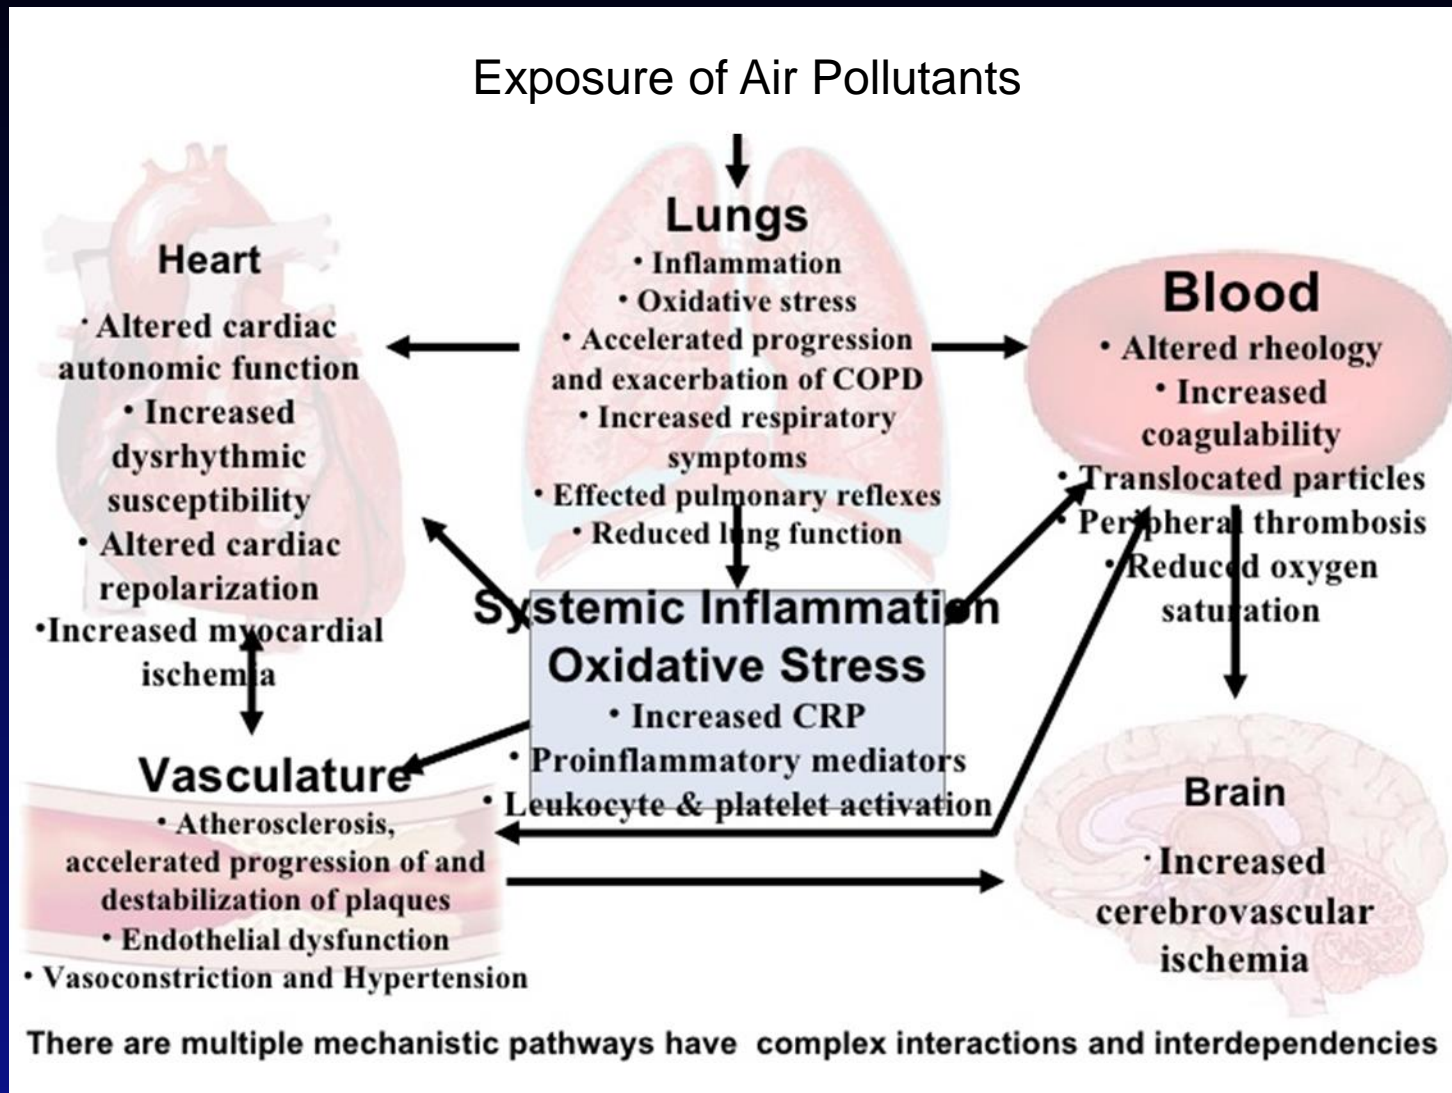 Exposure of Air Pollutants
Lungs
• Inflammation
• Oxidative stress
• Accelerated progression
and exacerbation of COPD
• Increased respiratory
symptoms
• Effected pulmonary reflexes
• Reduced lung function
Heart
• Altered cardiac
autonomic function
• Increased
dysrhythmic
susceptibility
• Altered cardiac
repolarization
•Increased myocardial
ischemia
Blood
• Altered rheology
• Increased
coagulability
• Translocated particles
• Peripheral thrombosis
• Reduced oxygen
saturation
Systemic Inflammation
Oxidative Stress
• Increased CRP
• Proinflammatory mediators
• Leukocyte & platelet activation
Vasculature
• Atherosclerosis,
accelerated progression of and
destabilization of plaques
• Endothelial dysfunction
• Vasoconstriction and Hypertension
Brain
• Increased
cerebrovascular
ischemia
There are multiple mechanistic pathways have complex interactions and interdependencies